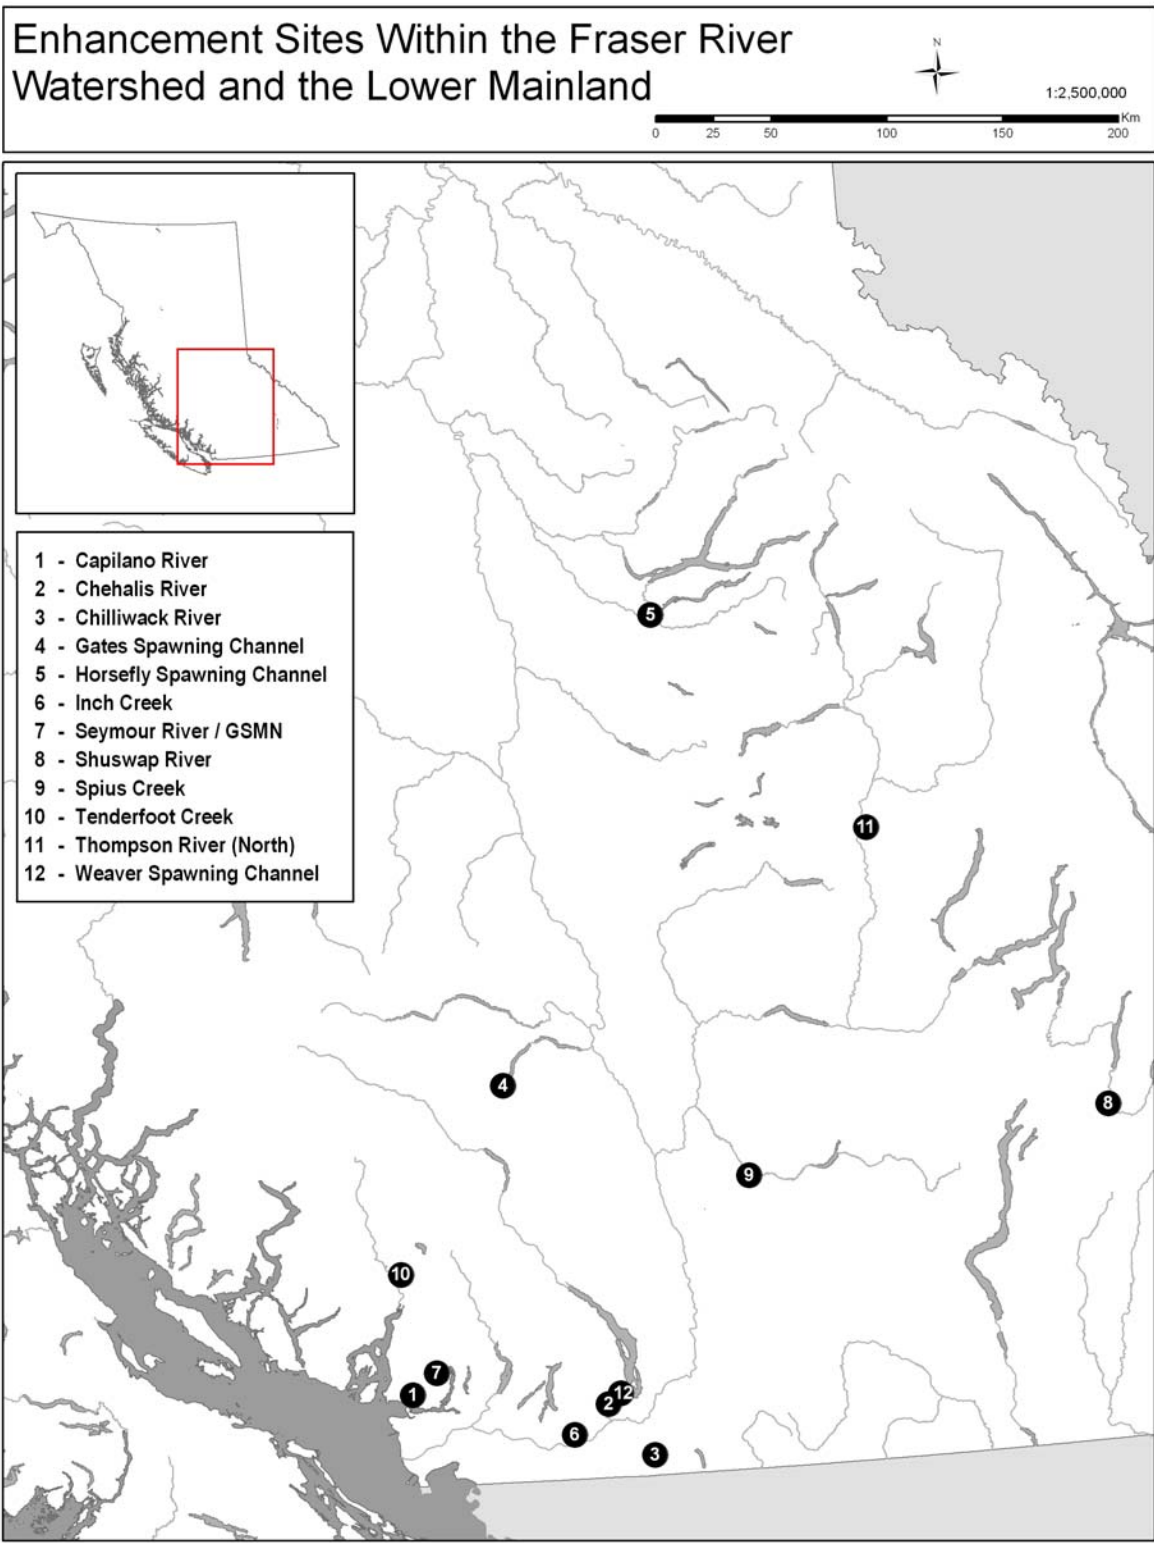 Enhancement Sites Within the Fraser River
Watershed and the Lower Mainland
N
1:2,500,000
Km
0 25 50 100 150 200
1 - Capilano River
2 - Chehalis River
3 - Chilliwack River
4 - Gates Spawning Channel
5 - Horsefly Spawning Channel
6 - Inch Creek
7 - Seymour River / GSMN
8 - Shuswap River
9 - Spius Creek
10 - Tenderfoot Creek
11 - Thompson River (North)
12 - Weaver Spawning Channel
5
11
4
8
9
10
7
1
12
2
6
3